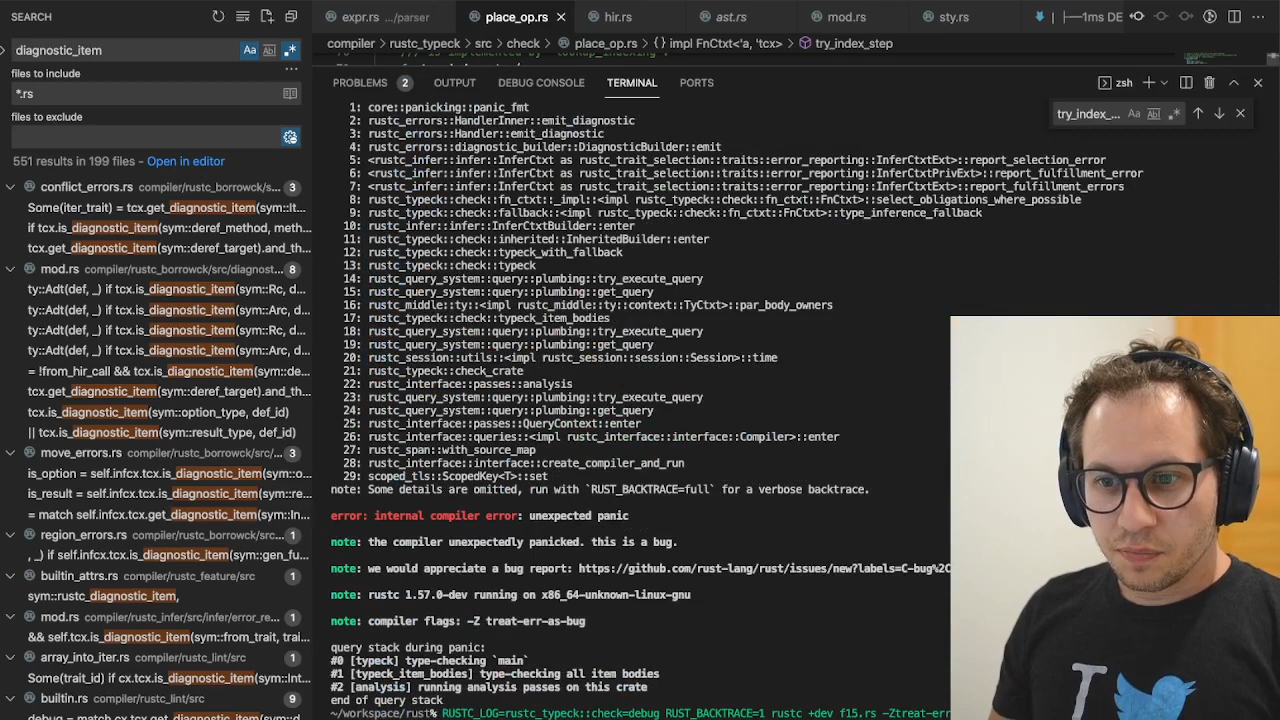 SEARCH
diagnostic_item
Aa
Ab
files to include
*.rs
files to exclude
551 results in 199 files - Open in editor
conflict_errors.rs compiler/rustc_borrowck/s... 3
Some(iter_trait) = tcx.get_diagnostic_item(sym::It...
if tcx.is_diagnostic_item(sym::deref_method, meth...
tcx.get_diagnostic_item(sym::deref_target).and_th...
mod.rs compiler/rustc_borrowck/src/diagnost... 8
ty::Adt(def, _) if tcx.is_diagnostic_item(sym::Rc, d...
ty::Adt(def, _) if tcx.is_diagnostic_item(sym::Arc, d...
ty::Adt(def, _) if tcx.is_diagnostic_item(sym::Rc, d...
ty::Adt(def, _) if tcx.is_diagnostic_item(sym::Arc, d...
= !from_hir_call && tcx.is_diagnostic_item(sym::de...
tcx.get_diagnostic_item(sym::deref_target).and_th...
tcx.is_diagnostic_item(sym::option_type, def_id)
|| tcx.is_diagnostic_item(sym::result_type, def_id)
move_errors.rs compiler/rustc_borrowck/src/... 3
is_option = self.infcx.tcx.is_diagnostic_item(sym::o...
is_result = self.infcx.tcx.is_diagnostic_item(sym::re...
= match self.infcx.tcx.get_diagnostic_item(sym::In...
region_errors.rs compiler/rustc_borrowck/sr... 1
, _) if self.infcx.tcx.is_diagnostic_item(sym::gen_fu...
builtin_attrs.rs compiler/rustc_feature/src 1
sym::rustc_diagnostic_item,
mod.rs compiler/rustc_infer/src/infer/error_re... 1
&& self.tcx.is_diagnostic_item(sym::from_trait, trai...
array_into_iter.rs compiler/rustc_lint/src 1
Some(trait_id) = cx.tcx.get_diagnostic_item(sym::Int...
builtin.rs compiler/rustc_lint/src 9
debug = match cx.tcx.get_diagnostic_item(sym::De...
expr.rs .../parser
place_op.rs
hir.rs
ast.rs
mod.rs
sty.rs
1ms DE
compiler > rustc_typeck > src > check > place_op.rs > {} impl FnCtxt<'a, 'tcx> > try_index_step
PROBLEMS 2 OUTPUT DEBUG CONSOLE TERMINAL PORTS
zsh
try_index_...
Aa
Ab
1: core::panicking::panic_fmt
2: rustc_errors::HandlerInner::emit_diagnostic
3: rustc_errors::Handler::emit_diagnostic
4: rustc_errors::diagnostic_builder::DiagnosticBuilder::emit
5: <rustc_infer::infer::InferCtxt as rustc_trait_selection::traits::error_reporting::InferCtxtExt>::report_selection_error
6: <rustc_infer::infer::InferCtxt as rustc_trait_selection::traits::error_reporting::InferCtxtPrivExt>::report_fulfillment_error
7: <rustc_infer::infer::InferCtxt as rustc_trait_selection::traits::error_reporting::InferCtxtExt>::report_fulfillment_errors
8: rustc_typeck::check::fn_ctxt::_impl::<impl rustc_typeck::check::fn_ctxt::FnCtxt>::select_obligations_where_possible
9: rustc_typeck::check::fallback::<impl rustc_typeck::check::fn_ctxt::FnCtxt>::type_inference_fallback
10: rustc_infer::infer::InferCtxtBuilder::enter
11: rustc_typeck::check::inherited::InheritedBuilder::enter
12: rustc_typeck::check::typeck_with_fallback
13: rustc_typeck::check::typeck
14: rustc_query_system::query::plumbing::try_execute_query
15: rustc_query_system::query::plumbing::get_query
16: rustc_middle::ty::<impl rustc_middle::ty::context::TyCtxt>::par_body_owners
17: rustc_typeck::check::typeck_item_bodies
18: rustc_query_system::query::plumbing::try_execute_query
19: rustc_query_system::query::plumbing::get_query
20: rustc_session::utils::<impl rustc_session::session::Session>::time
21: rustc_typeck::check_crate
22: rustc_interface::passes::analysis
23: rustc_query_system::query::plumbing::try_execute_query
24: rustc_query_system::query::plumbing::get_query
25: rustc_interface::passes::QueryContext::enter
26: rustc_interface::queries::<impl rustc_interface::interface::Compiler>::enter
27: rustc_span::with_source_map
28: rustc_interface::interface::create_compiler_and_run
29: scoped_tls::ScopedKey<T>::set
note: Some details are omitted, run with `RUST_BACKTRACE=full` for a verbose backtrace.
error: internal compiler error: unexpected panic
note: the compiler unexpectedly panicked. this is a bug.
note: we would appreciate a bug report: https://github.com/rust-lang/rust/issues/new?labels=C-bug%2C
note: rustc 1.57.0-dev running on x86_64-unknown-linux-gnu
note: compiler flags: -Z treat-err-as-bug
query stack during panic:
#0 [typeck] type-checking `main`
#1 [typeck_item_bodies] type-checking all item bodies
#2 [analysis] running analysis passes on this crate
end of query stack
~/workspace/rust% RUSTC_LOG=rustc_typeck::check=debug RUST_BACKTRACE=1 rustc +dev f15.rs -Ztreat-err
I